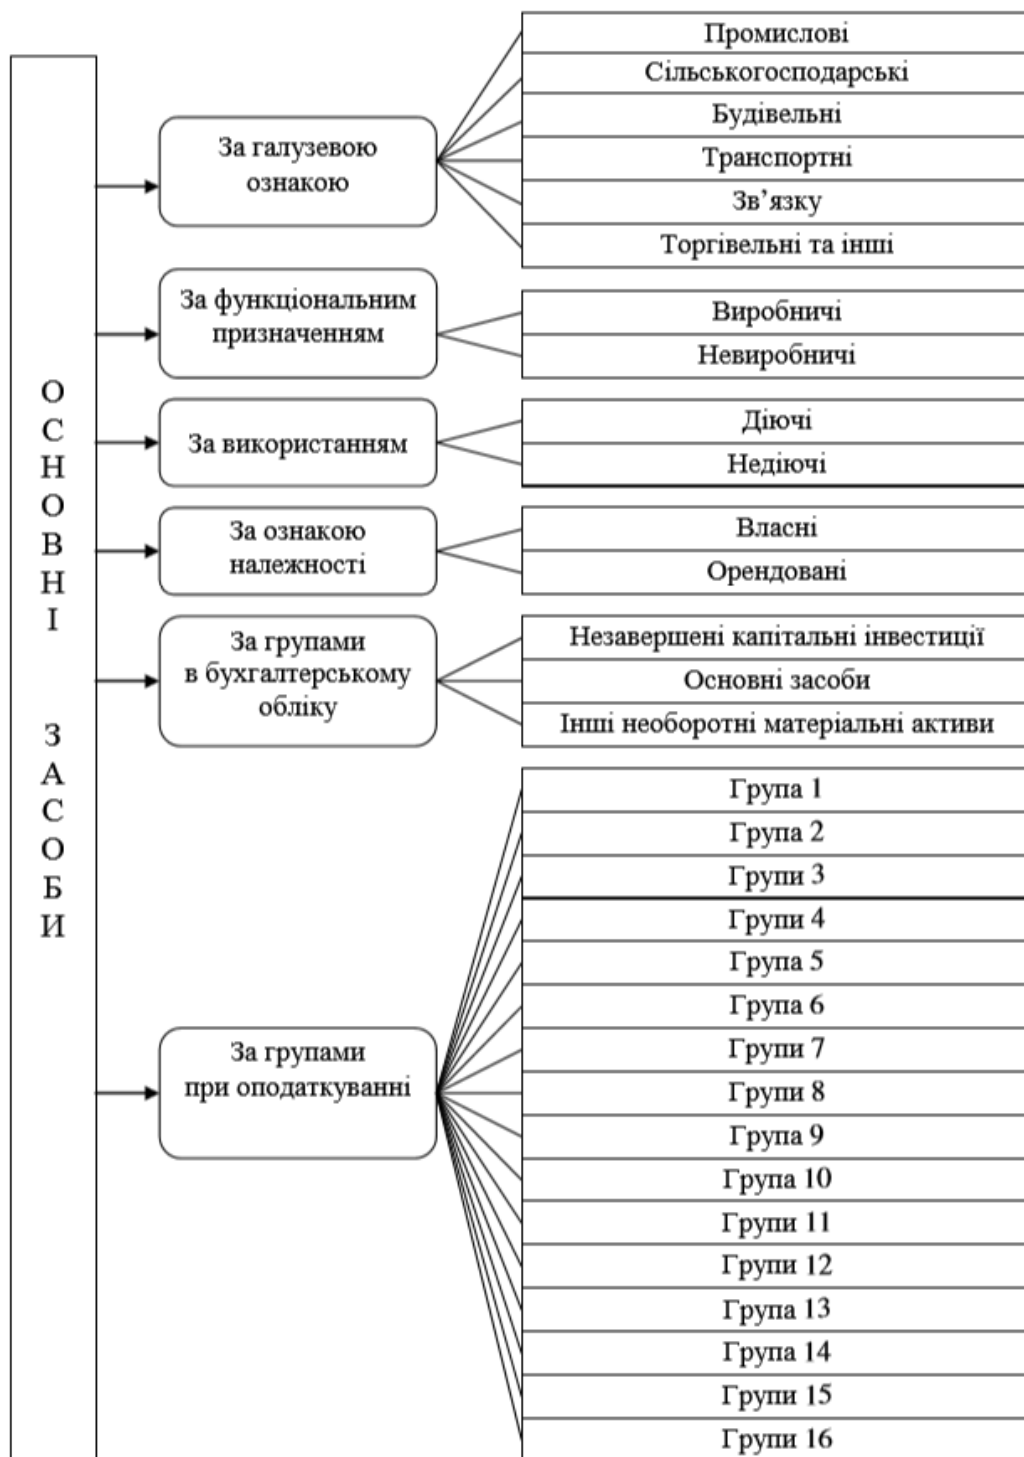 ОСНОВНІ ЗАСОБИ
За галузевою
ознакою
Промислові
Сільськогосподарські
Будівельні
Транспортні
Зв’язку
Торгівельні та інші
За функціональним
призначенням
Виробничі
Невиробничі
За використанням
Діючі
Недіючі
За ознакою
належності
Власні
Орендовані
За групами
в бухгалтерському
обліку
Незавершені капітальні інвестиції
Основні засоби
Інші необоротні матеріальні активи
За групами
при оподаткуванні
Група 1
Група 2
Групи 3
Групи 4
Група 5
Група 6
Групи 7
Групи 8
Група 9
Група 10
Групи 11
Групи 12
Група 13
Група 14
Групи 15
Групи 16